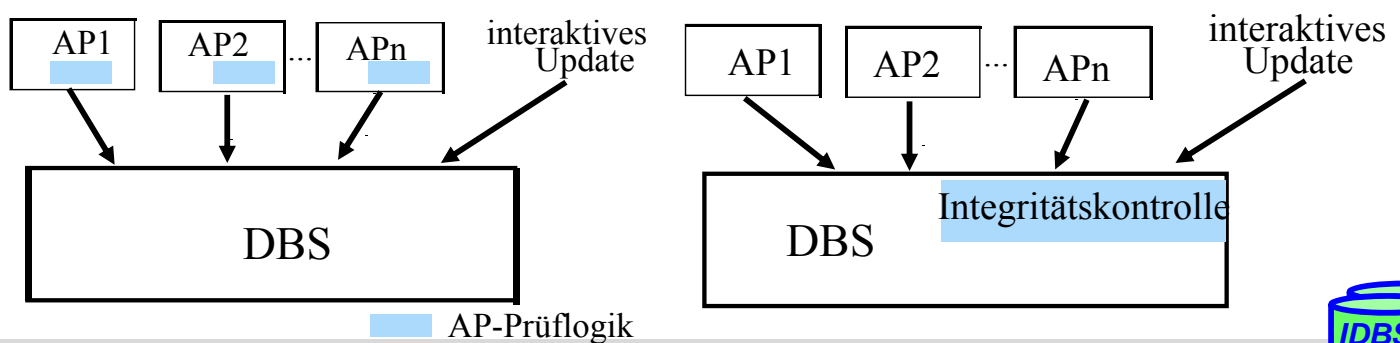 AP1
AP2
...
APn
interaktives
Update
DBS
AP-Prüflogik
AP1
AP2
...
APn
interaktives
Update
Integritätskontrolle
DBS
IDBS